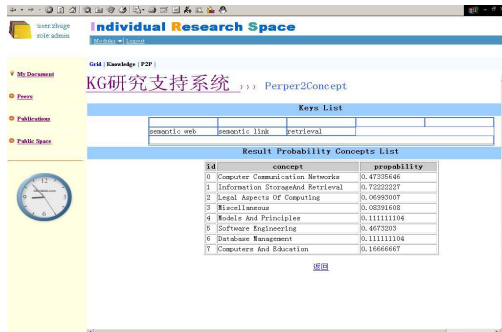 user:zhuge
role:admin
Individual Research Space
Modules | Logout
Grid | Knowledge | P2P |
My Document
Peers
Publications
Public Space
KG研究支持系统 ››› Perper2Concept
Keys List
semantic web semantic link retrieval
Result Probability Concepts List
id concept propability
0 Computer Communication Networks 0.47335646
1 Information StorageAnd Retrieval 0.72222227
2 Legal Aspects Of Computing 0.06993007
3 Miscellaneous 0.08391608
4 Models And Principles 0.111111104
5 Software Engineering 0.4673203
6 Database Management 0.111111104
7 Computers And Education 0.16666667
返回